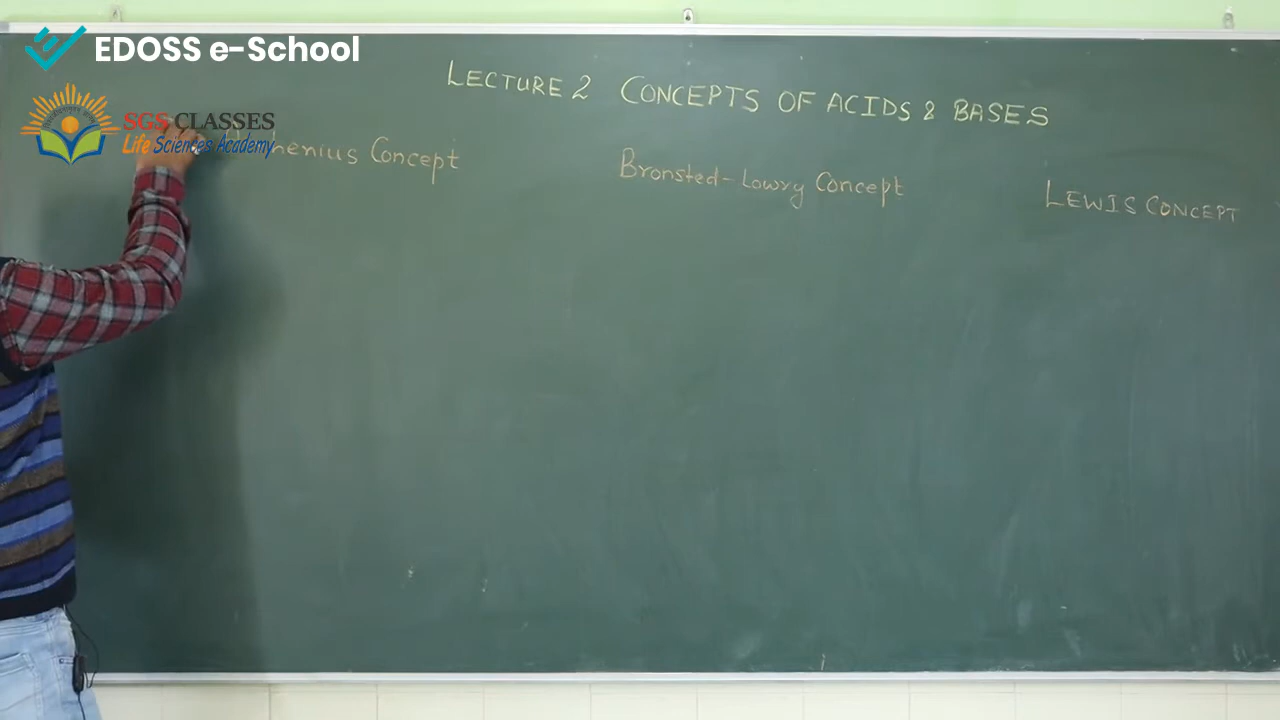 EDOSS e-School
SGS CLASSES
Life Sciences Academy
LECTURE 2 CONCEPTS OF ACIDS & BASES
Concept
Bronsted-Lowry Concept
LEWIS CONCEPT